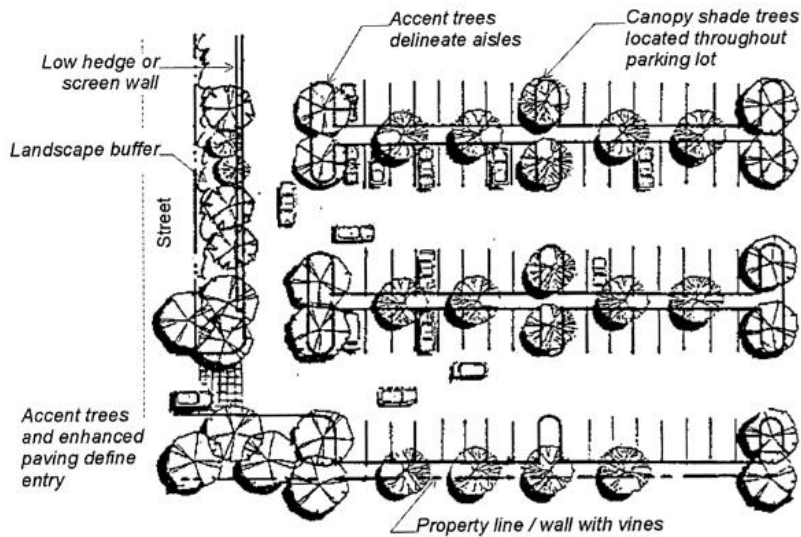 Accent trees
delineate aisles
Canopy shade trees
located throughout
parking lot
Low hedge or
screen wall
Landscape buffer
Street
Accent trees
and enhanced
paving define
entry
Property line / wall with vines